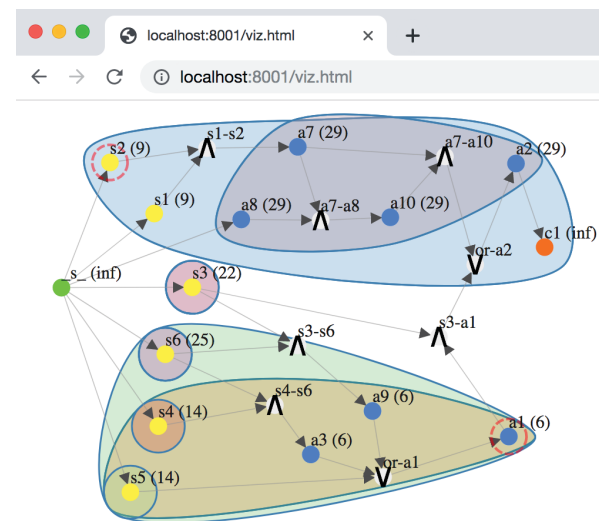 localhost:8001/viz.html × +
← → C ⓘ localhost:8001/viz.html
s2 (9)
s1-s2
a7 (29)
a7-a10
a2 (29)
s1 (9)
a8 (29)
a7-a8
a10 (29)
c1 (inf)
or-a2
_s_ (inf)
s3 (22)
s3-a1
s6 (25)
s3-s6
s4-s6
s4 (14)
a9 (6)
a1 (6)
a3 (6)
or-a1
s5 (14)